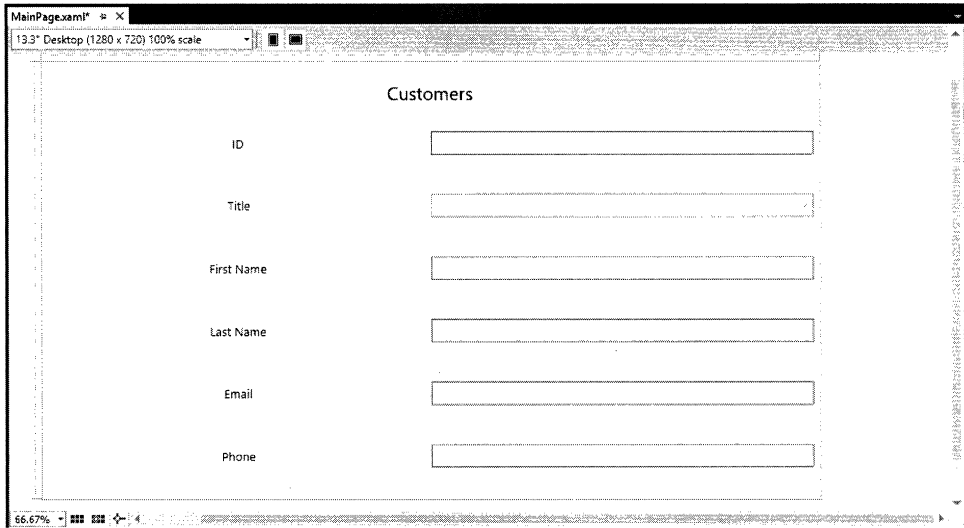 MainPage.xaml*
13.3" Desktop (1280 x 720) 100% scale
Customers
ID
Title
First Name
Last Name
Email
Phone
66.67%